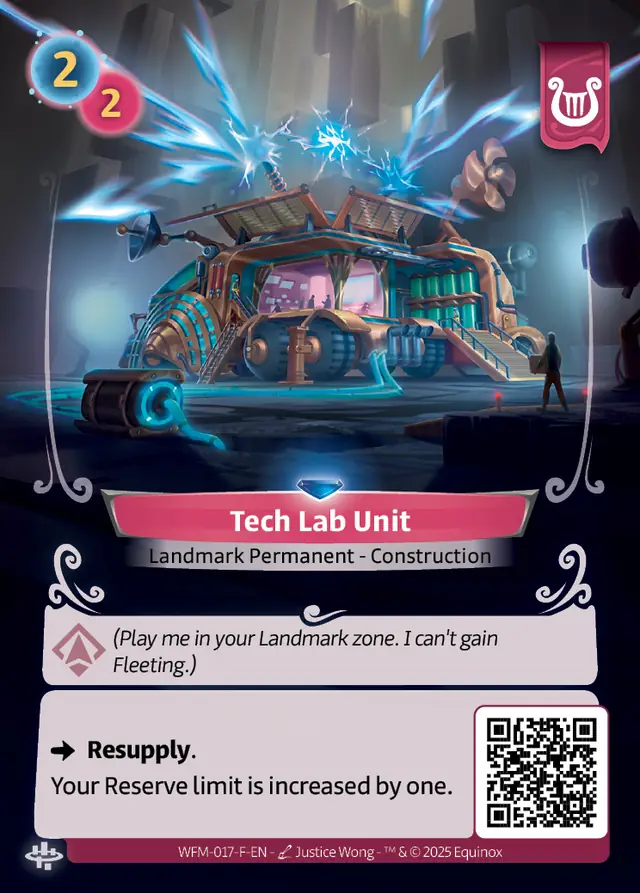 2
2
Tech Lab Unit
Landmark Permanent - Construction
(Play me in your Landmark zone. I can't gain
Fleeting.)
Resupply.
Your Reserve limit is increased by one.
WFM-017-F-EN - Justice Wong - ™ & © 2025 Equinox